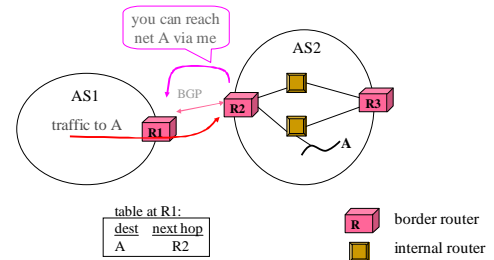 you can reach
net A via me
AS2
AS1
BGP
R2
R3
traffic to A
R1
A
table at R1:
dest next hop
A R2
R border router
internal router